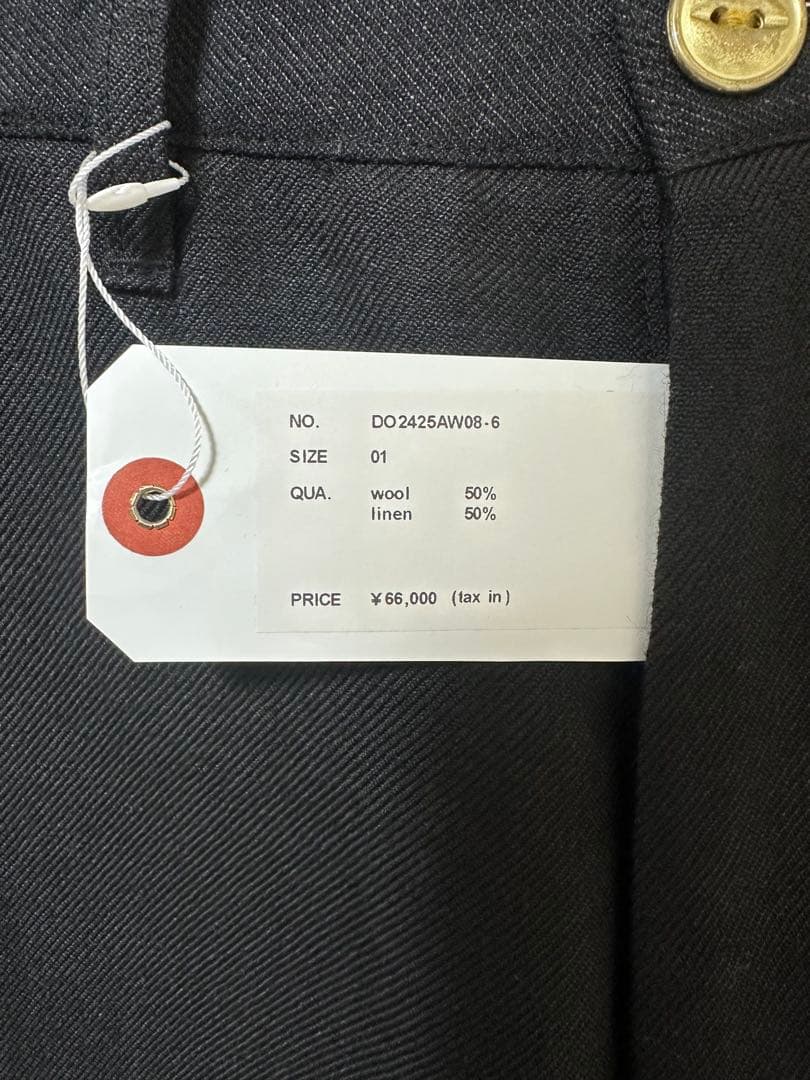 NO. DO2425AW08-6
SIZE 01
QUA. wool 50%
linen 50%
PRICE ¥66,000 (tax in)